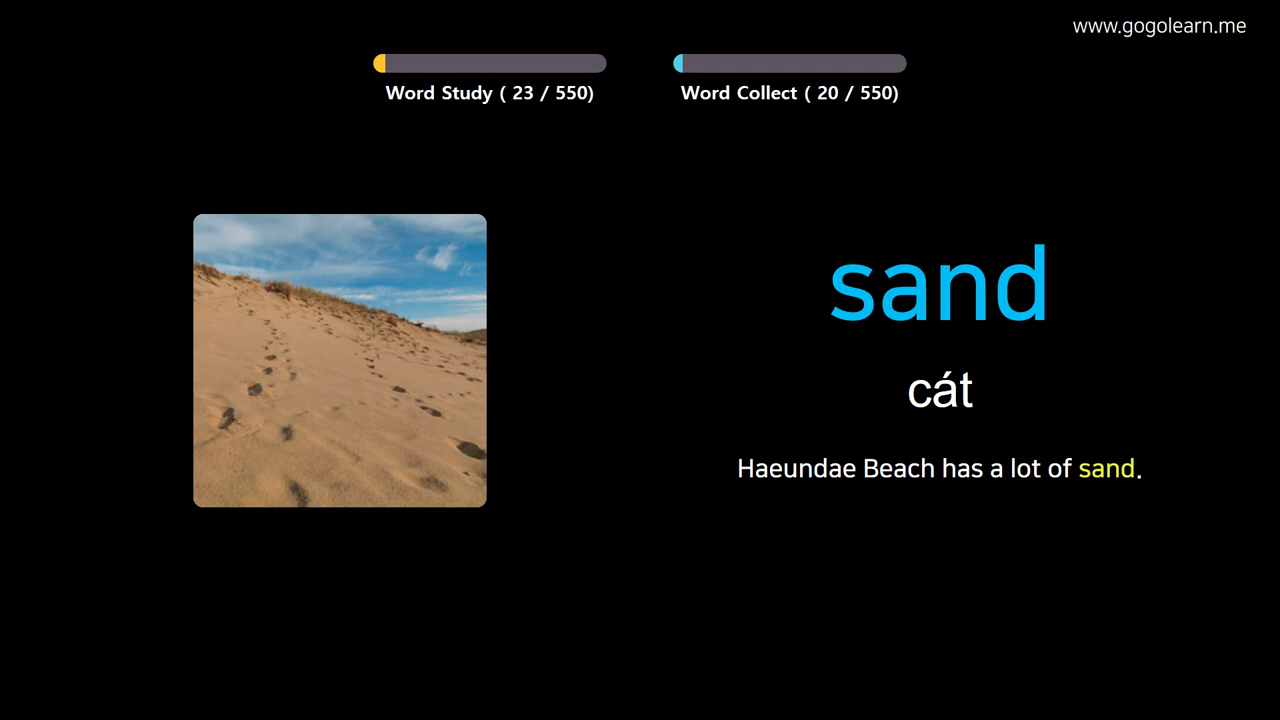 www.gogolearn.me
Word Study ( 23 / 550)
Word Collect ( 20 / 550)
sand
cát
Haeundae Beach has a lot of sand.